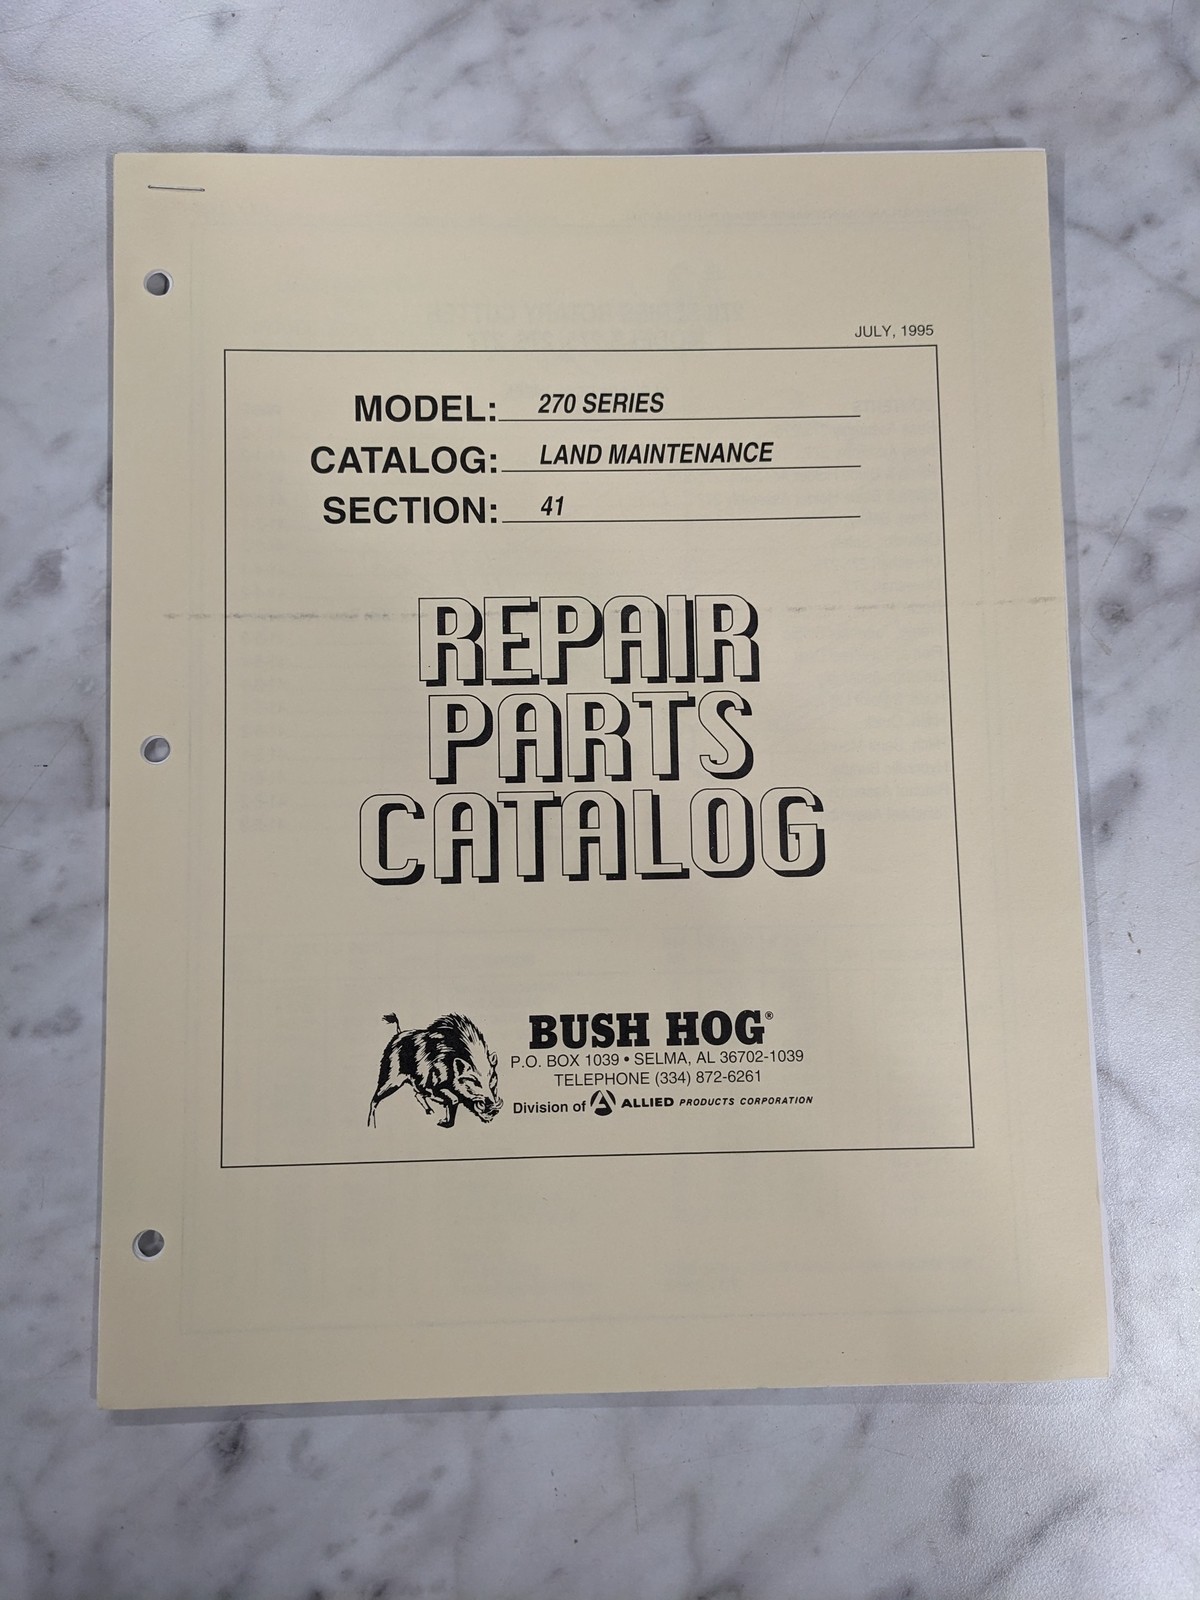 JULY, 1995
MODEL: 270 SERIES
CATALOG: LAND MAINTENANCE
SECTION: 41
REPAIR
PARTS
CATALOG
BUSH HOG®
P.O. BOX 1039 • SELMA, AL 36702-1039
TELEPHONE (334) 872-6261
Division of ALLIED PRODUCTS CORPORATION